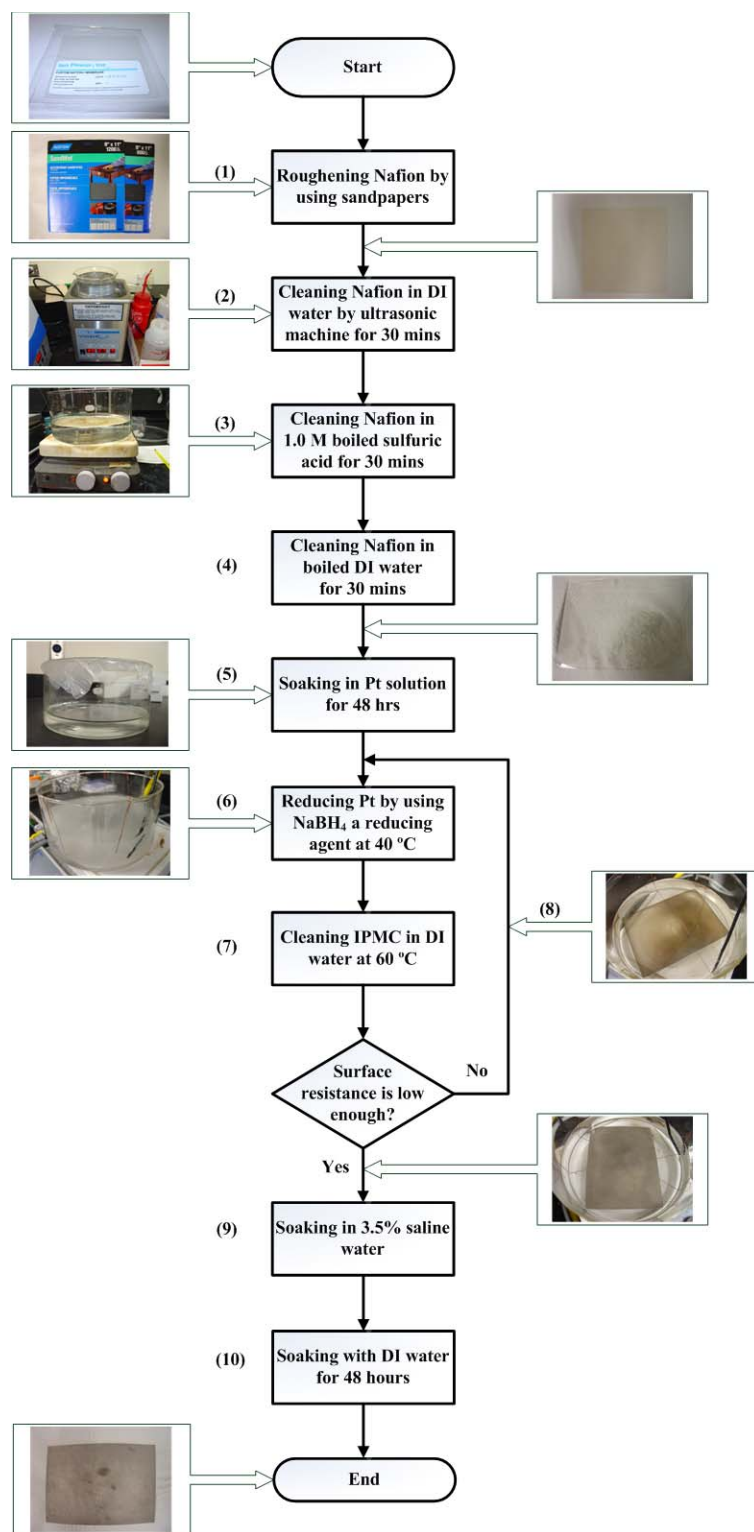 Start
(1)
Roughening Nafion by
using sandpapers
(2)
Cleaning Nafion in DI
water by ultrasonic
machine for 30 mins
(3)
Cleaning Nafion in
1.0 M boiled sulfuric
acid for 30 mins
(4)
Cleaning Nafion in
boiled DI water
for 30 mins
(5)
Soaking in Pt solution
for 48 hrs
(6)
Reducing Pt by using
NaBH₄ a reducing
agent at 40 ºC
(7)
Cleaning IPMC in DI
water at 60 ºC
(8)
Surface
resistance is low
enough?
No
Yes
(9)
Soaking in 3.5% saline
water
(10)
Soaking with DI water
for 48 hours
End